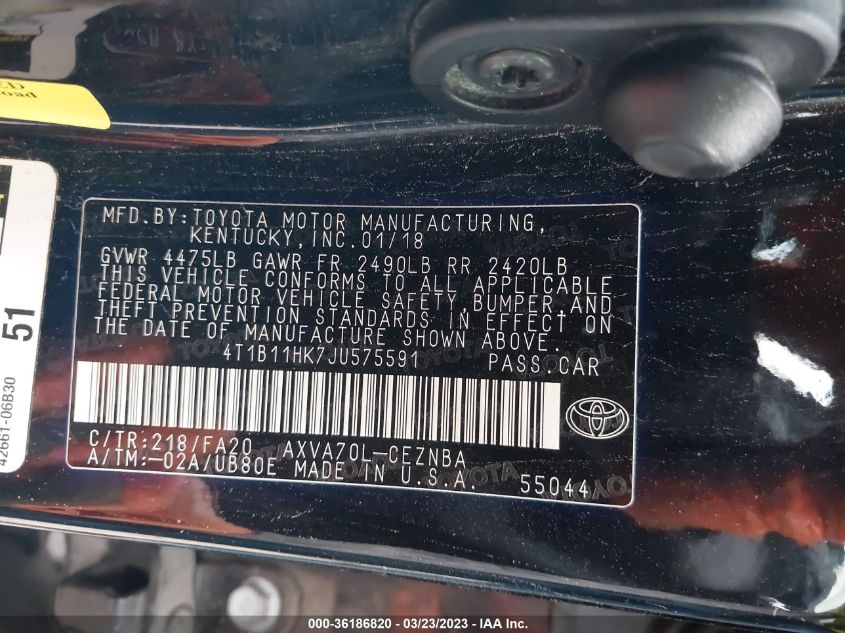 MFD.BY:TOYOTA MOTOR MANUFACTURING,
KENTUCKY,INC.01/18
GVWR 4475LB GAWR FR 2490LB RR 2420LB
THIS VEHICLE CONFORMS TO ALL APPLICABLE
FEDERAL MOTOR VEHICLE SAFETY, BUMPER,AND
THEFT PREVENTION STANDARDS IN EFFECT ON
THE DATE OF MANUFACTURE SHOWN ABOVE.
4T1B11HK7JU575591 PASS.CAR
C/TR:218/FA20 AXVA70L-CEZNBA
A/TM:-02A/UB80E MADE IN U.S.A. 55044
51
42661-06B30
000-36186820 - 03/23/2023 - IAA Inc.